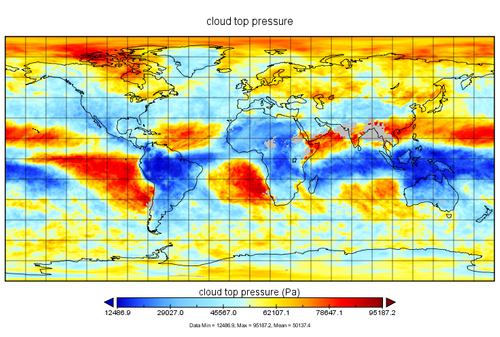 cloud top pressure
cloud top pressure (Pa)
12486.9 29027.0 45567.0 62107.1 78647.1 95187.2
Data Min = 12486.9, Max = 95187.2, Mean = 50137.4